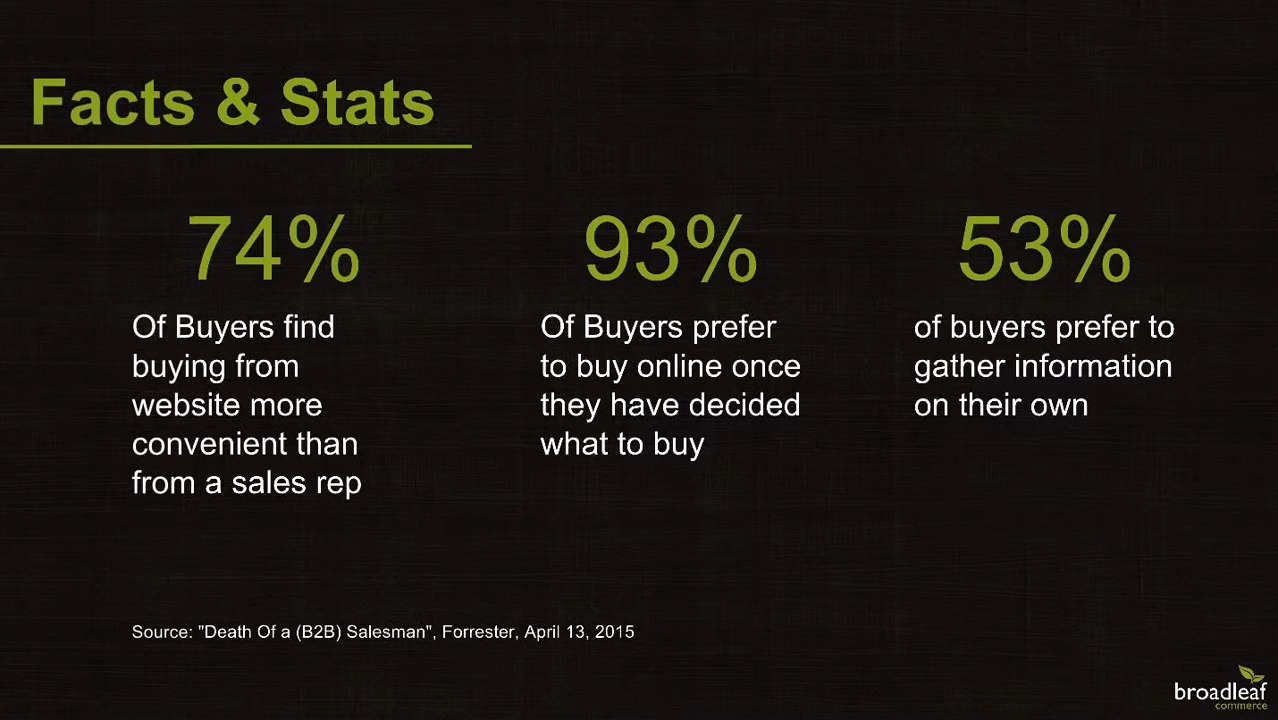 Facts & Stats
74%
Of Buyers find
buying from
website more
convenient than
from a sales rep
93%
Of Buyers prefer
to buy online once
they have decided
what to buy
53%
of buyers prefer to
gather information
on their own
Source: "Death Of a (B2B) Salesman", Forrester, April 13, 2015
broadleaf
commerce